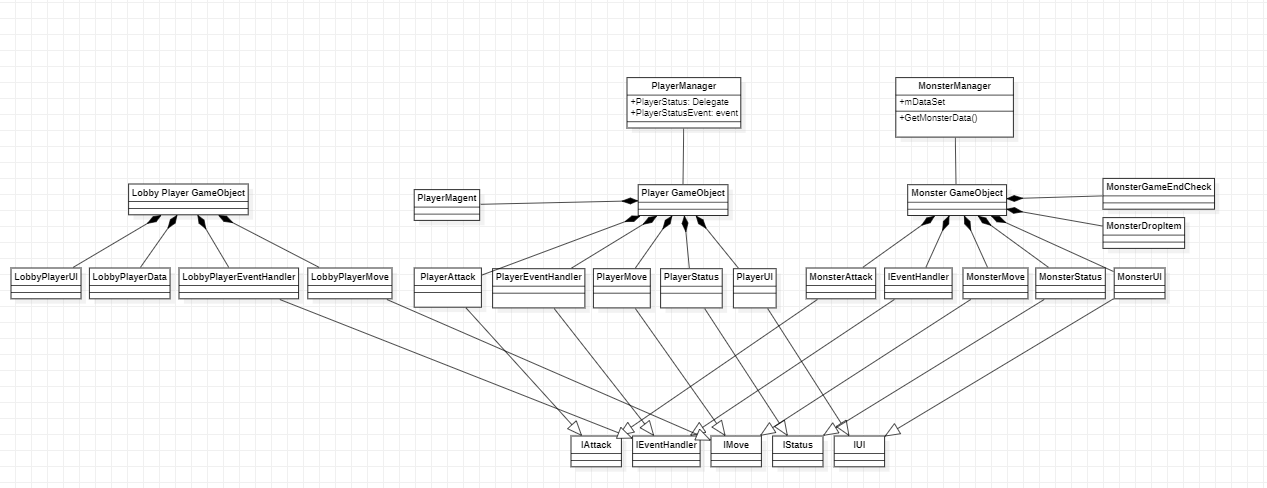 PlayerManager
+PlayerStatus: Delegate
+PlayerStatusEvent: event
MonsterManager
+mDataSet
+GetMonsterData()
Lobby Player GameObject
PlayerMagent
Player GameObject
Monster GameObject
MonsterGameEndCheck
MonsterDropItem
LobbyPlayerUI
LobbyPlayerData
LobbyPlayerEventHandler
LobbyPlayerMove
PlayerAttack
PlayerEventHandler
PlayerMove
PlayerStatus
PlayerUI
MonsterAttack
IEventHandler
MonsterMove
MonsterStatus
MonsterUI
IAttack
IEventHandler
IMove
IStatus
IUI